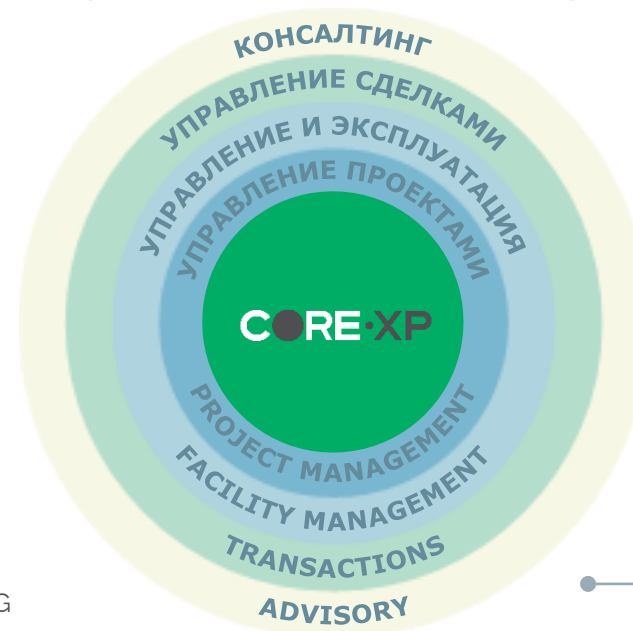 КОНСАЛТИНГ
УПРАВЛЕНИЕ СДЕЛКАМИ
УПРАВЛЕНИЕ И ЭКСПЛУАТАЦИЯ
УПРАВЛЕНИЕ ПРОЕКТАМИ
CORE·XP
PROJECT MANAGEMENT
FACILITY MANAGEMENT
TRANSACTIONS
G
ADVISORY